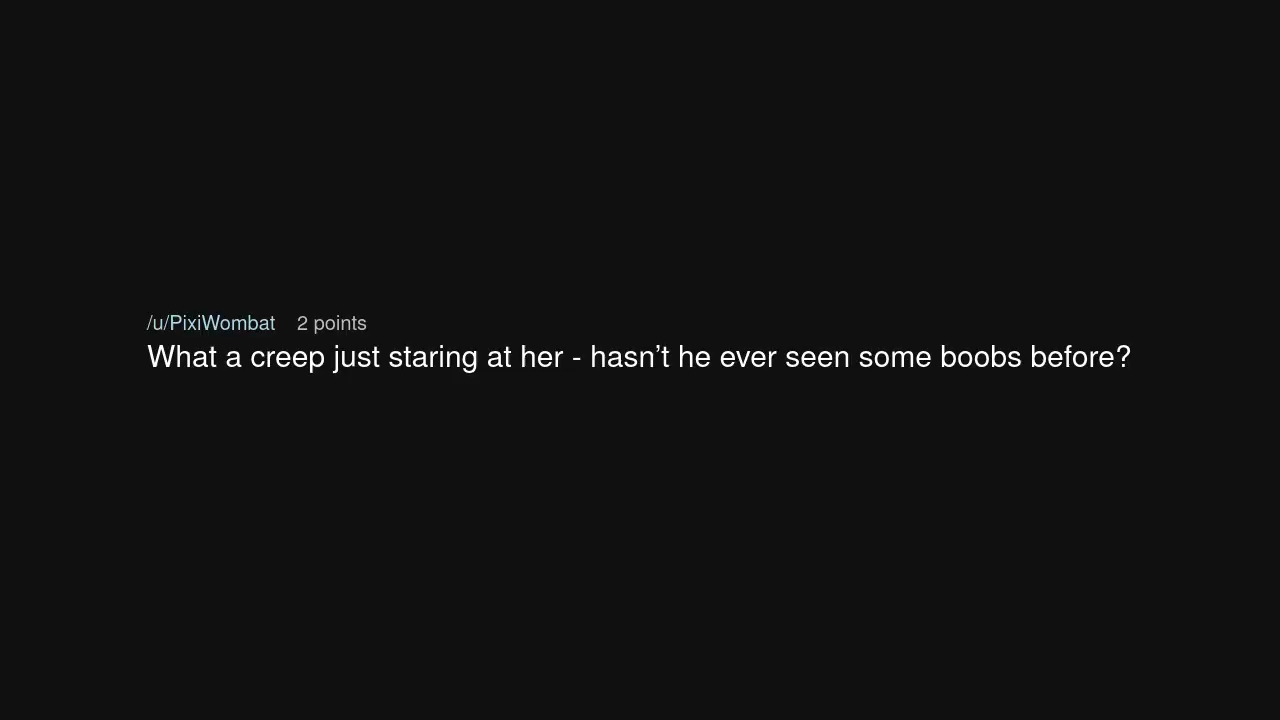 /u/PixiWombat 2 points
What a creep just staring at her - hasn’t he ever seen some boobs before?